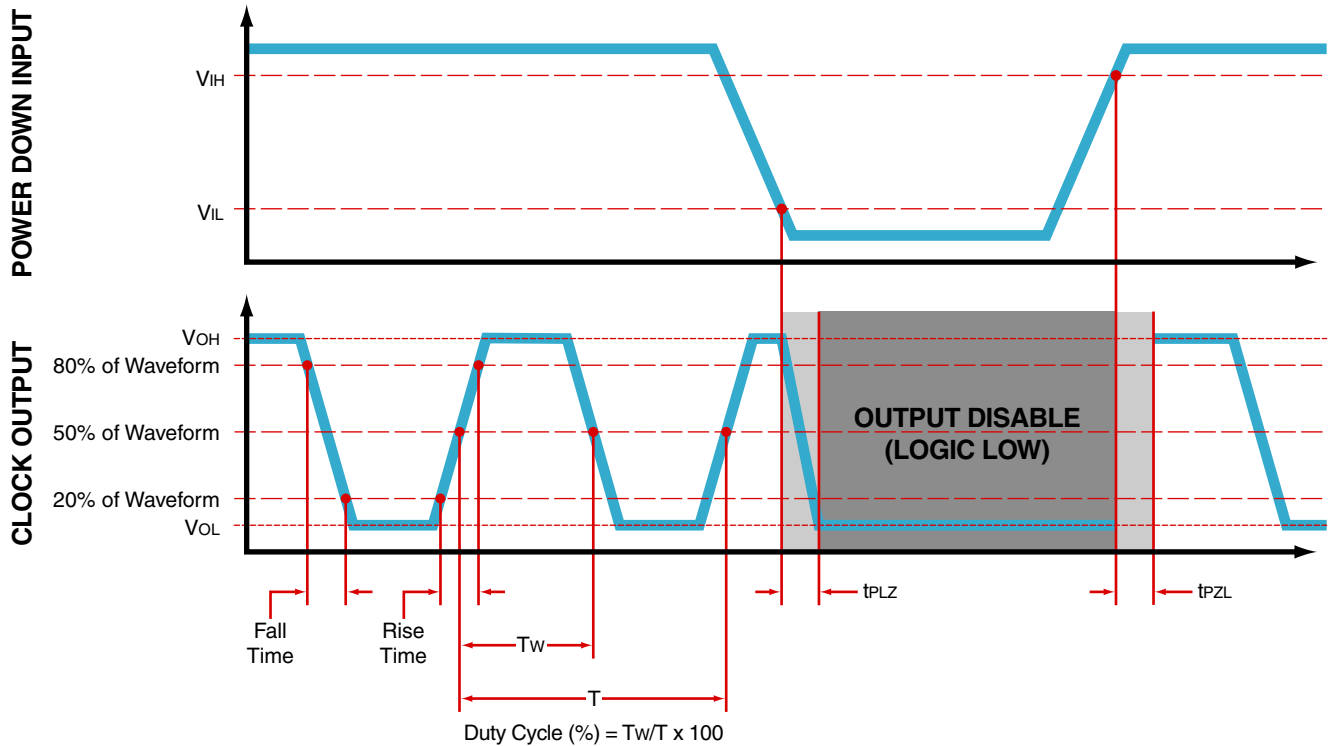 POWER DOWN INPUT
VIH
VIL
CLOCK OUTPUT
VOH
80% of Waveform
50% of Waveform
20% of Waveform
VOL
OUTPUT DISABLE
(LOGIC LOW)
tPLZ
tPZL
Fall
Time
Rise
Time
TW
T
Duty Cycle (%) = TW/T x 100